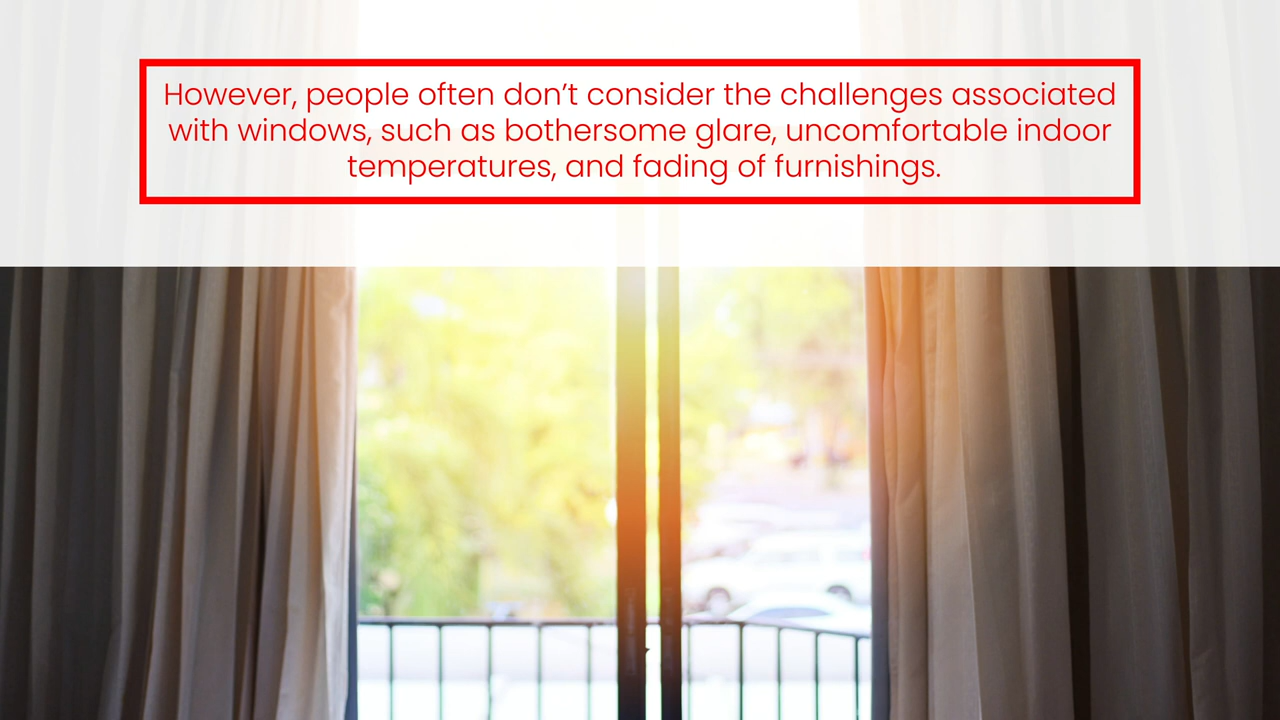 However, people often don’t consider the challenges associated
with windows, such as bothersome glare, uncomfortable indoor
temperatures, and fading of furnishings.